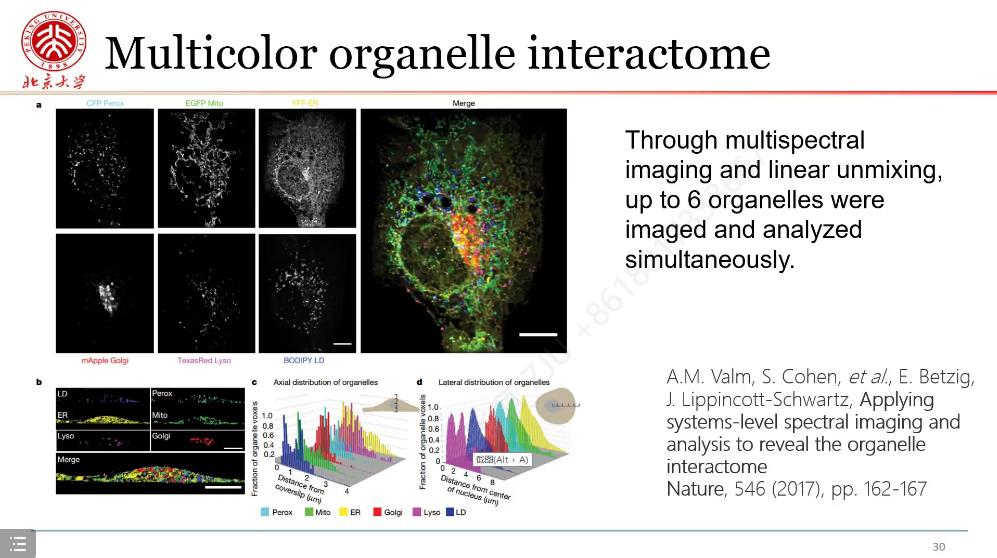 PEKING UNIVERSITY
1898
北京大学
Multicolor organelle interactome
a
CFP Perox
EGFP Mito
YFP ER
Merge
mApple Golgi
TexasRed Lyso
BODIPY LD
Through multispectral
imaging and linear unmixing,
up to 6 organelles were
imaged and analyzed
simultaneously.
b
LD
Perox
ER
Mito
Lyso
Golgi
Merge
c
Axial distribution of organelles
Fraction of organelle voxels
1.0
0.8
0.6
0.4
0.2
0
1
2
3
4
Distance from
coverslip (μm)
d
Lateral distribution of organelles
Fraction of organelle voxels
1.0
0.8
0.6
0.4
0.2
0
0
2
4
6
8
Distance from center
of nucleus (μm)
截图(Alt + A)
Perox
Mito
ER
Golgi
Lyso
LD
A.M. Valm, S. Cohen, et al., E. Betzig,
J. Lippincott-Schwartz, Applying
systems-level spectral imaging and
analysis to reveal the organelle
interactome
Nature, 546 (2017), pp. 162-167
30